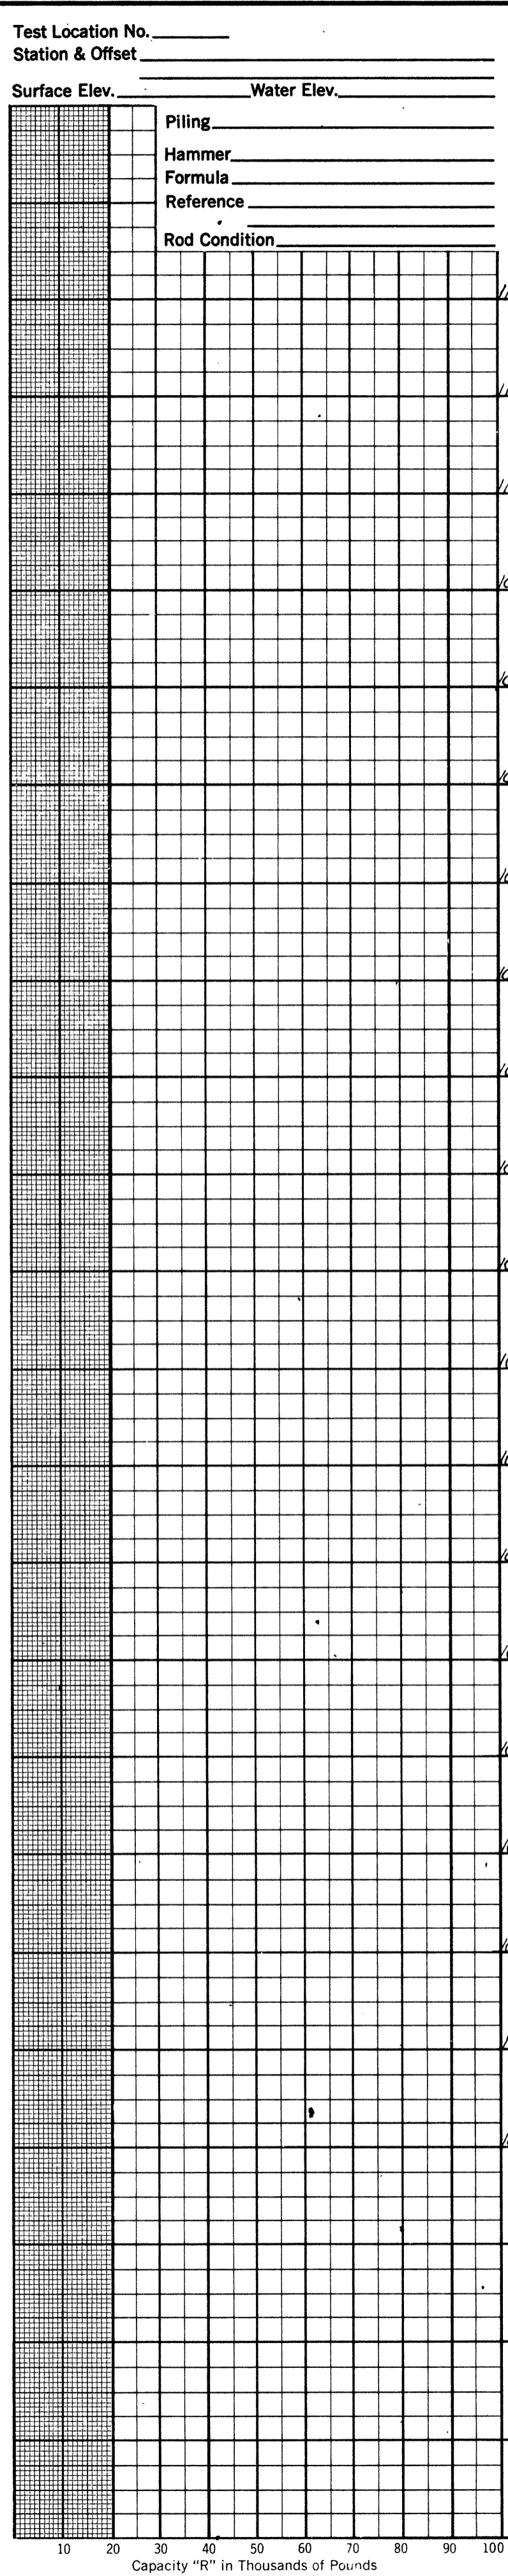 Test Location No.
Station & Offset
Surface Elev. Water Elev.
Piling
Hammer
Formula
Reference
Rod Condition
10 20 30 40 50 60 70 80 90 100
Capacity "R" in Thousands of Pounds